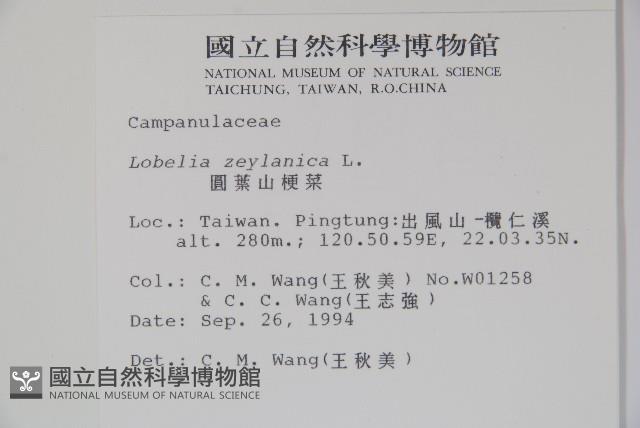 國立自然科學博物館
NATIONAL MUSEUM OF NATURAL SCIENCE
TAICHUNG, TAIWAN, R.O.CHINA
Campanulaceae
Lobelia zeylanica L.
圓葉山梗菜
Loc.: Taiwan. Pingtung:出風山-欖仁溪
alt. 280m.; 120.50.59E, 22.03.35N.
Col.: C. M. Wang(王秋美) No.W01258
& C. C. Wang(王志強)
Date: Sep. 26, 1994
Det.: C. M. Wang(王秋美)
國立自然科學博物館
NATIONAL MUSEUM OF NATURAL SCIENCE